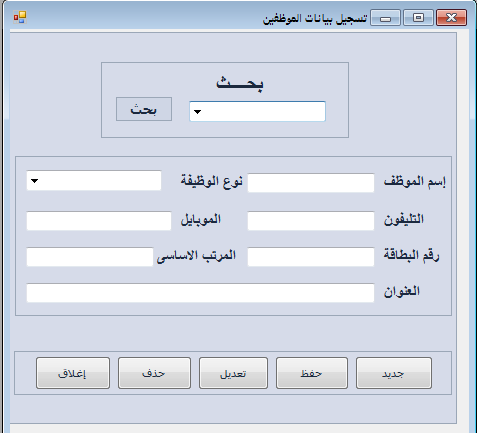 تسجيل بيانات الموظفين
بحـــث
بحث
إسم الموظف نوع الوظيفة
التليفون الموبايل
رقم البطاقة المرتب الاساسى
العنوان
جديد حفظ تعديل حذف إغلاق